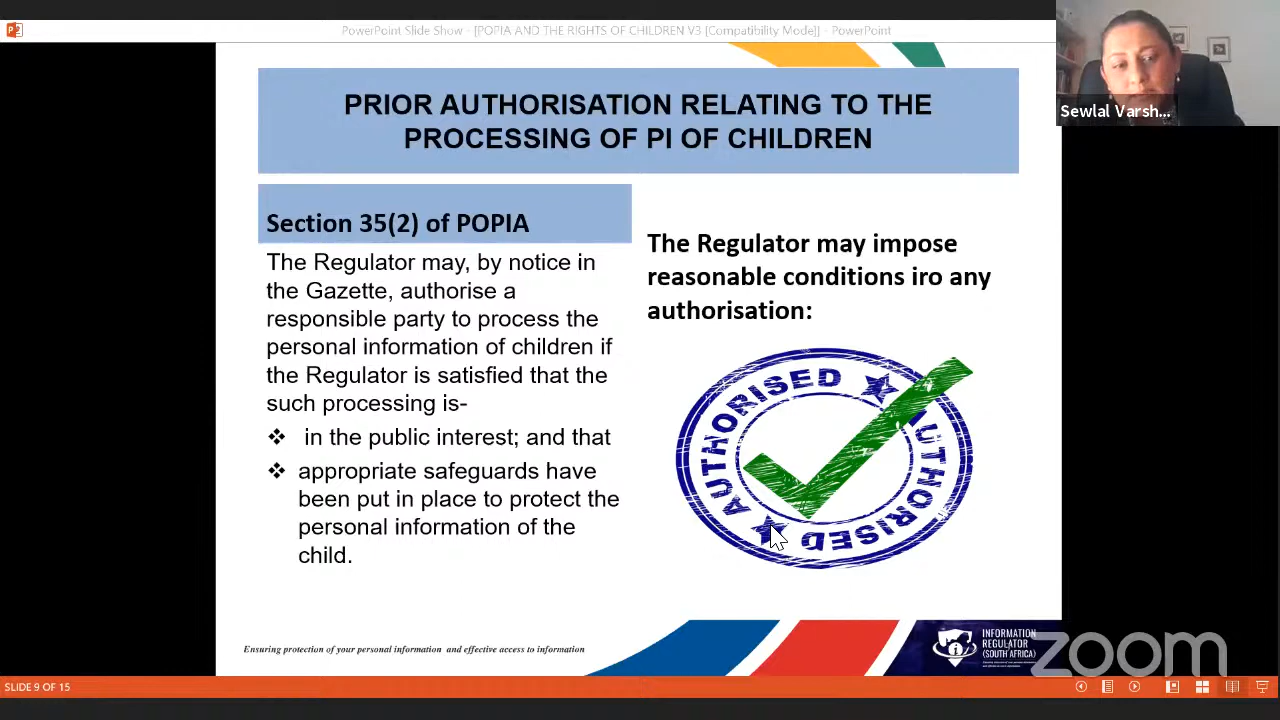 PowerPoint Slide Show - [POPIA AND THE RIGHTS OF CHILDREN V3 [Compatibility Mode]] - PowerPoint
Sewlal Varsh...
PRIOR AUTHORISATION RELATING TO THE
PROCESSING OF PI OF CHILDREN
Section 35(2) of POPIA
The Regulator may, by notice in
the Gazette, authorise a
responsible party to process the
personal information of children if
the Regulator is satisfied that the
such processing is-
❖ in the public interest; and that
❖ appropriate safeguards have
been put in place to protect the
personal information of the
child.
The Regulator may impose
reasonable conditions iro any
authorisation:
AUTHORISED
AUTHORISED
Ensuring protection of your personal information and effective access to information
INFORMATION
REGULATOR
(SOUTH AFRICA)
zoom
SLIDE 9 OF 15